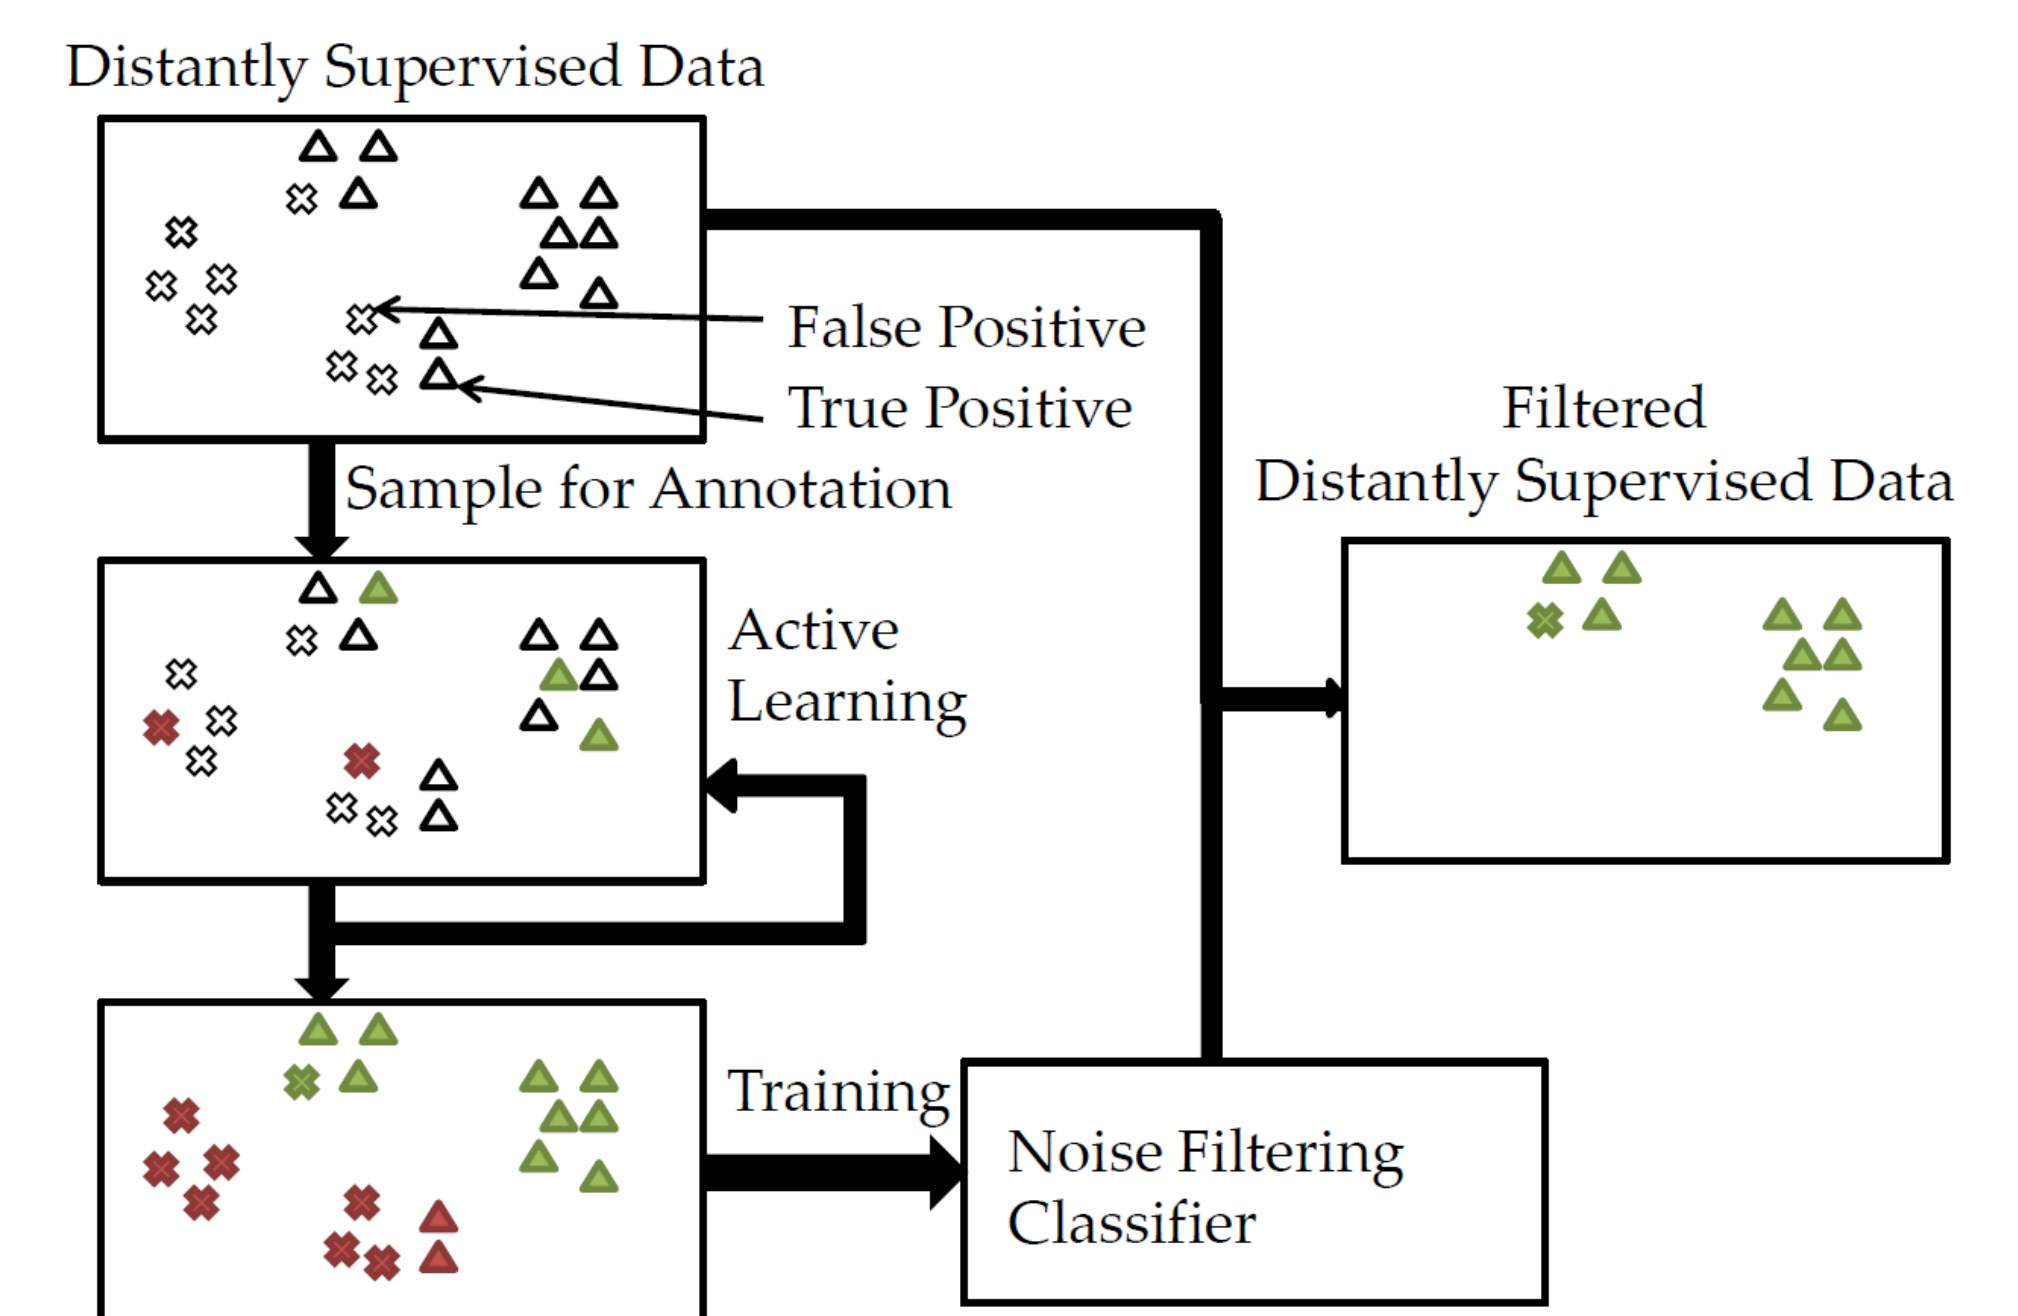 Distantly Supervised Data
False Positive
True Positive
Sample for Annotation
Active
Learning
Training
Noise Filtering
Classifier
Filtered
Distantly Supervised Data